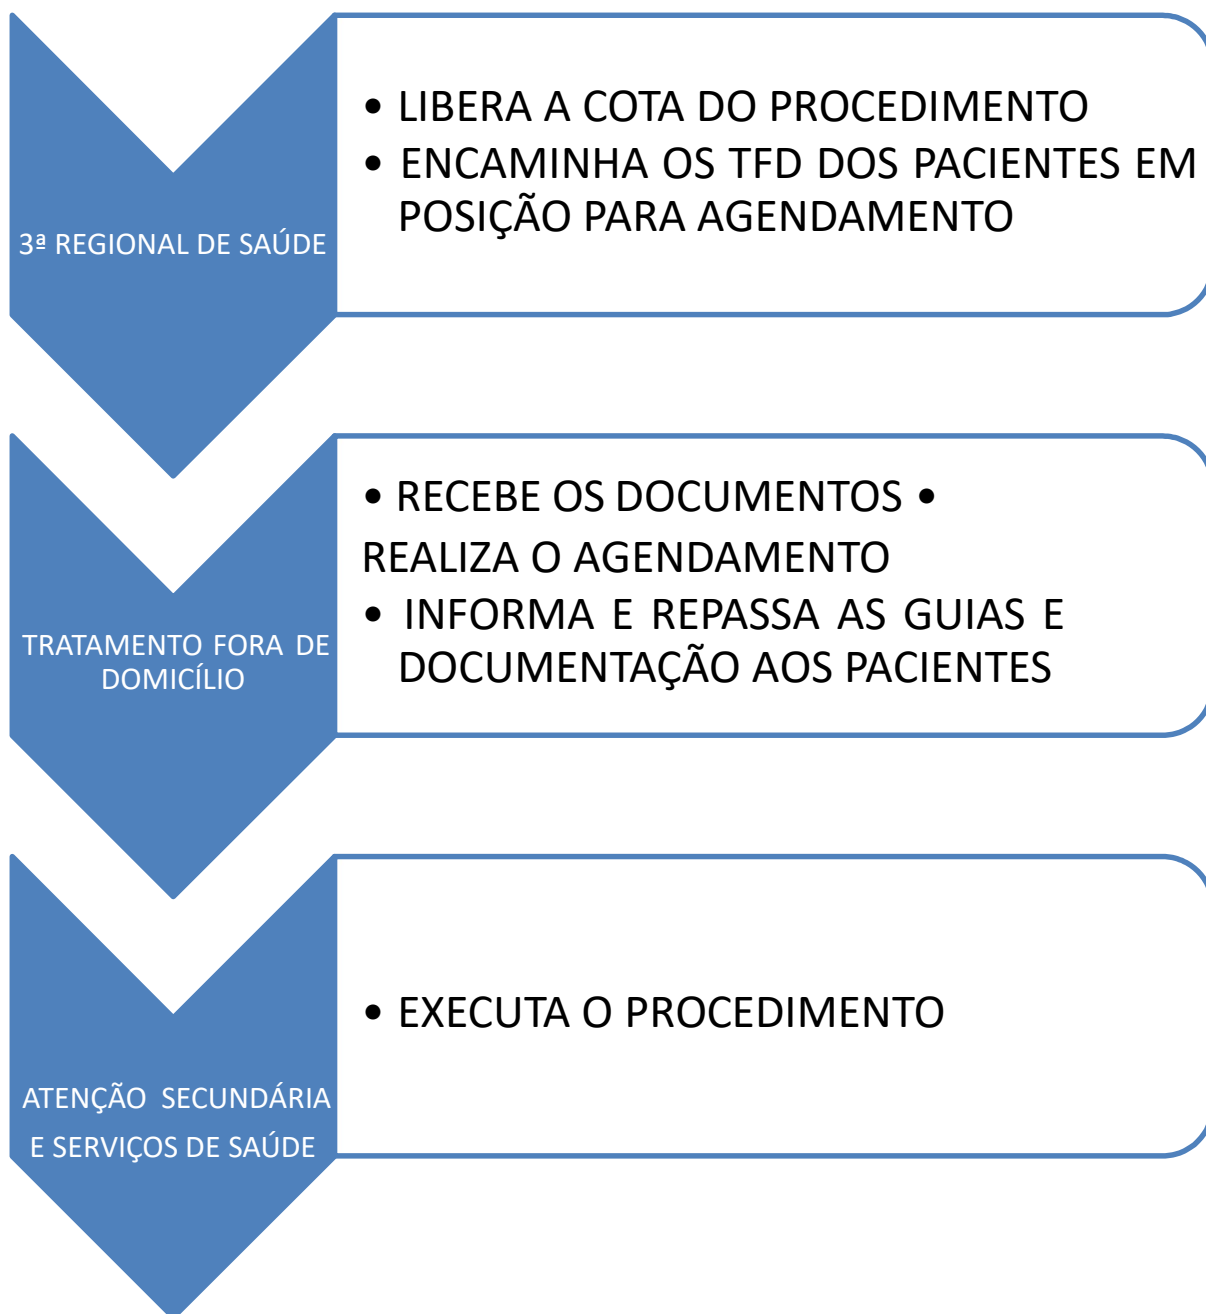 3ª REGIONAL DE SAÚDE
• LIBERA A COTA DO PROCEDIMENTO
• ENCAMINHA OS TFD DOS PACIENTES EM
POSIÇÃO PARA AGENDAMENTO
TRATAMENTO FORA DE
DOMICÍLIO
• RECEBE OS DOCUMENTOS •
REALIZA O AGENDAMENTO
• INFORMA E REPASSA AS GUIAS E
DOCUMENTAÇÃO AOS PACIENTES
ATENÇÃO SECUNDÁRIA
E SERVIÇOS DE SAÚDE
• EXECUTA O PROCEDIMENTO